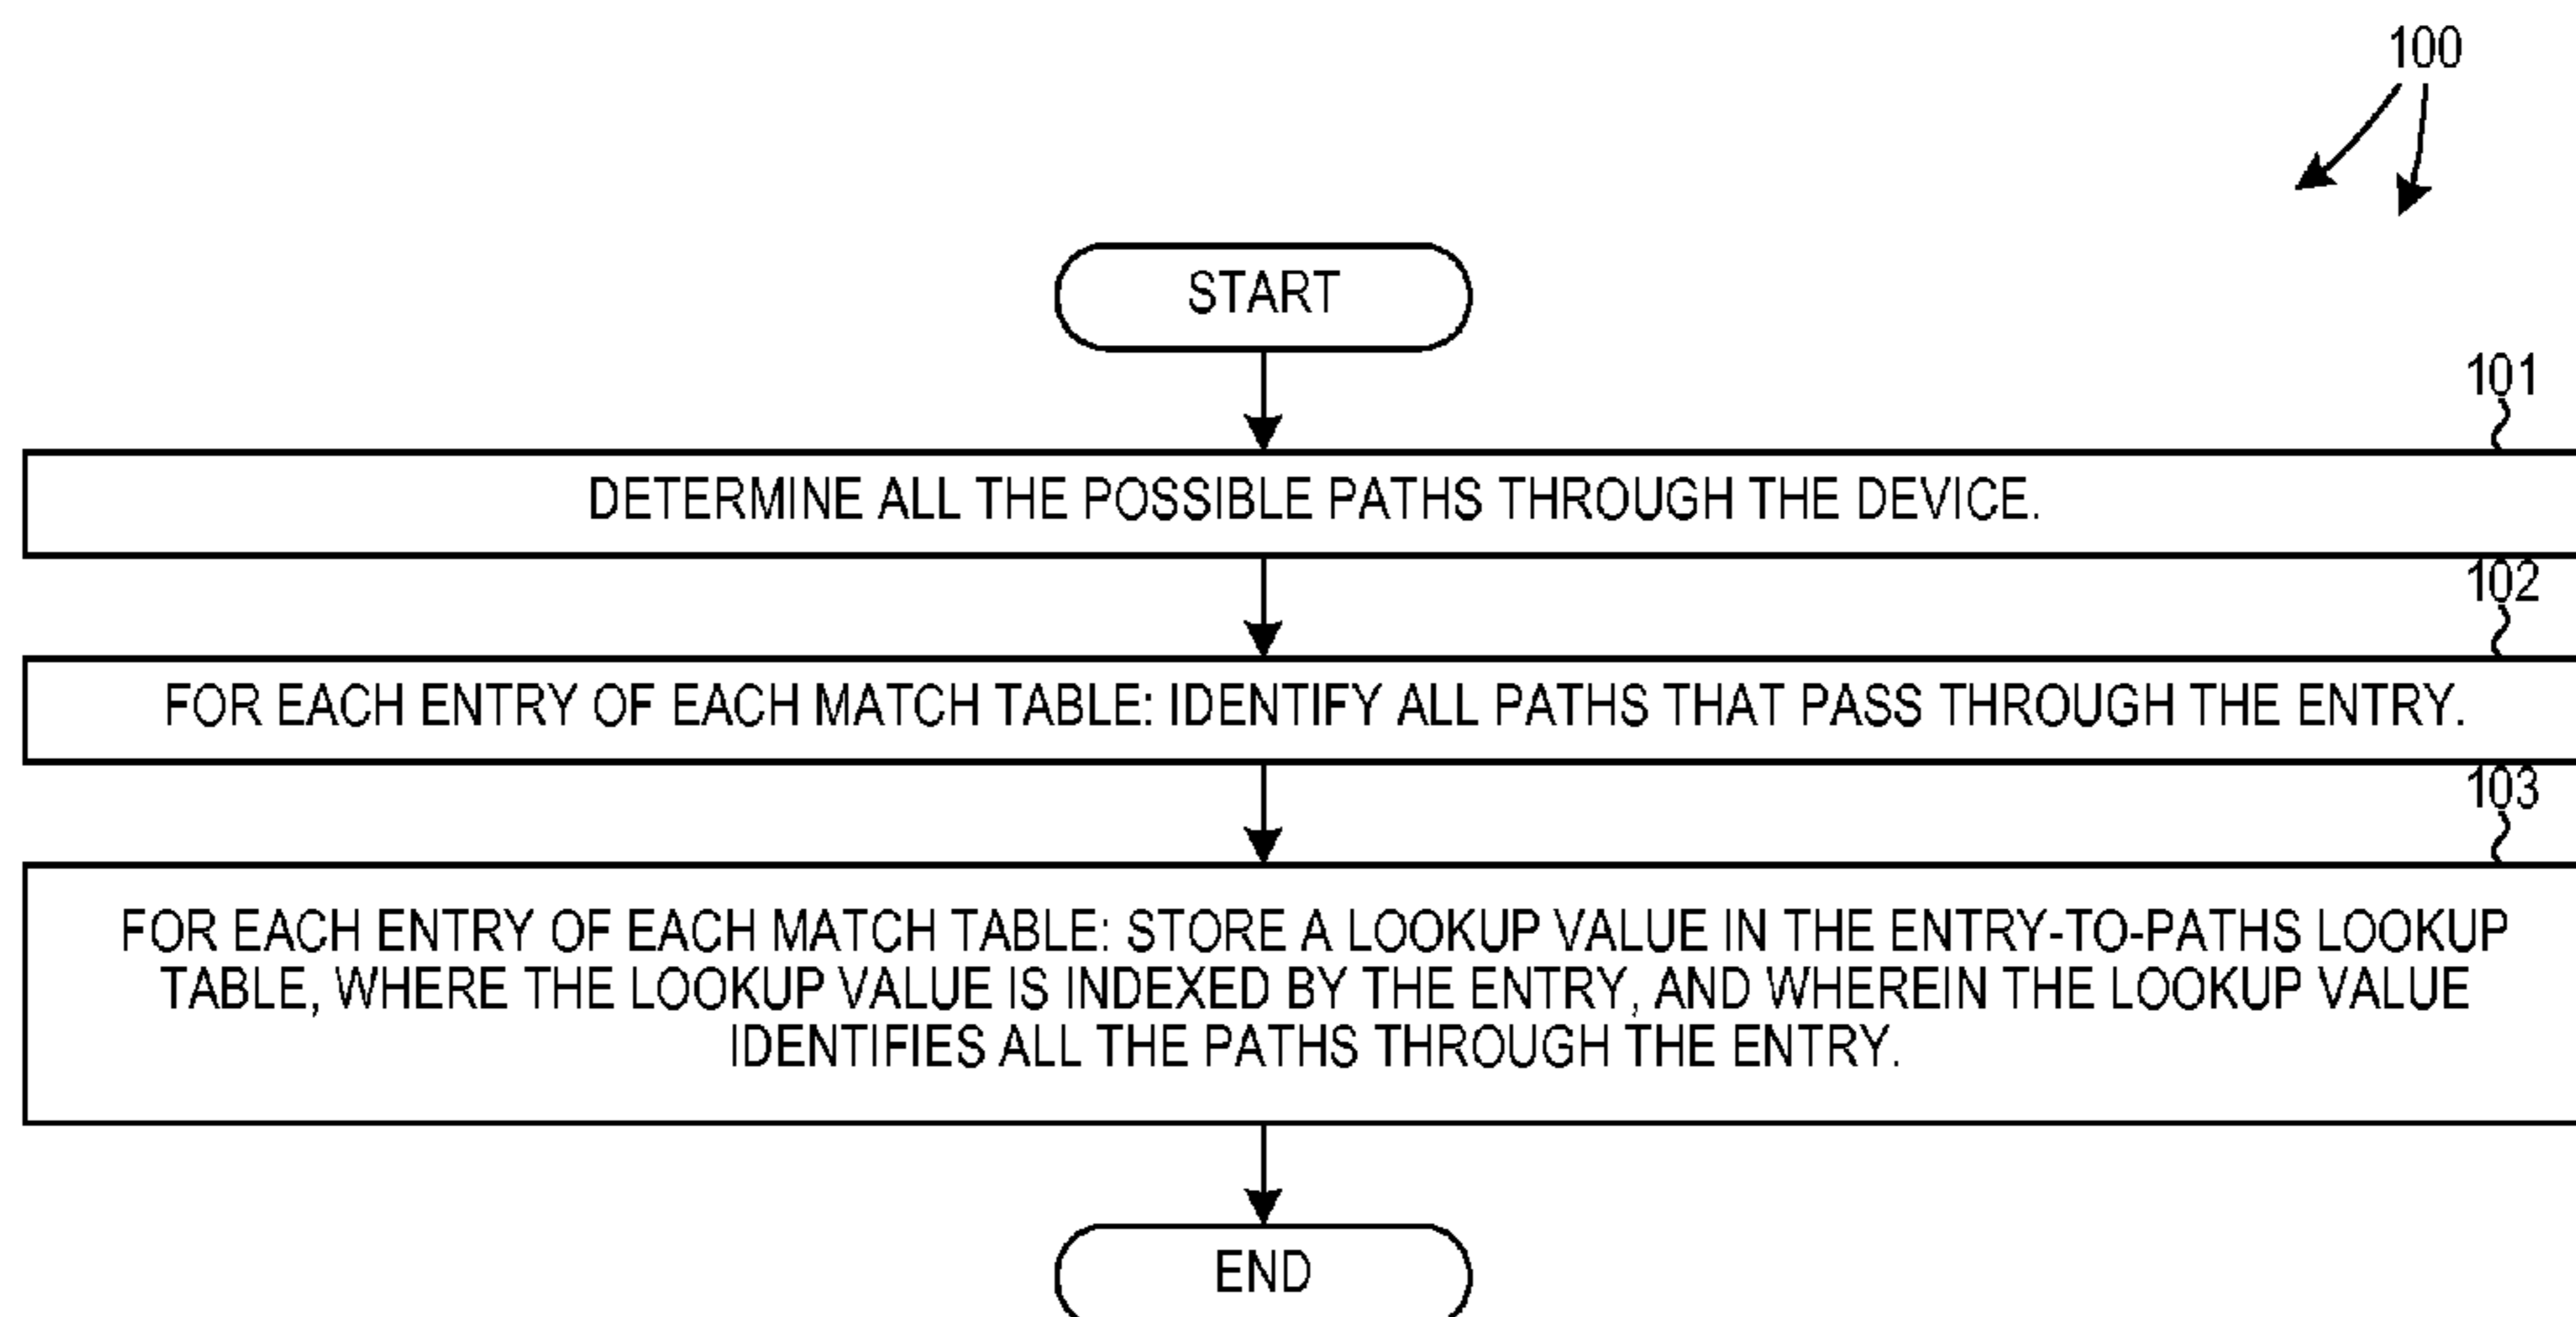 100
START
101
DETERMINE ALL THE POSSIBLE PATHS THROUGH THE DEVICE.
102
FOR EACH ENTRY OF EACH MATCH TABLE: IDENTIFY ALL PATHS THAT PASS THROUGH THE ENTRY.
103
FOR EACH ENTRY OF EACH MATCH TABLE: STORE A LOOKUP VALUE IN THE ENTRY-TO-PATHS LOOKUP
TABLE, WHERE THE LOOKUP VALUE IS INDEXED BY THE ENTRY, AND WHEREIN THE LOOKUP VALUE
IDENTIFIES ALL THE PATHS THROUGH THE ENTRY.
END